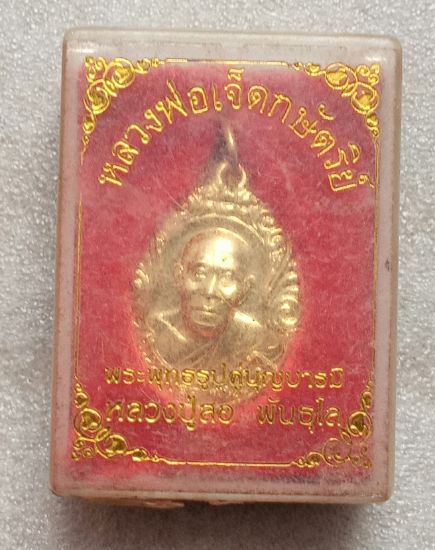 หลวงพ่อเจ็ดกษัตริย์
พระพุทธรูปคู่บุญบารมี
หลวงปู่ลือ พันธุโล